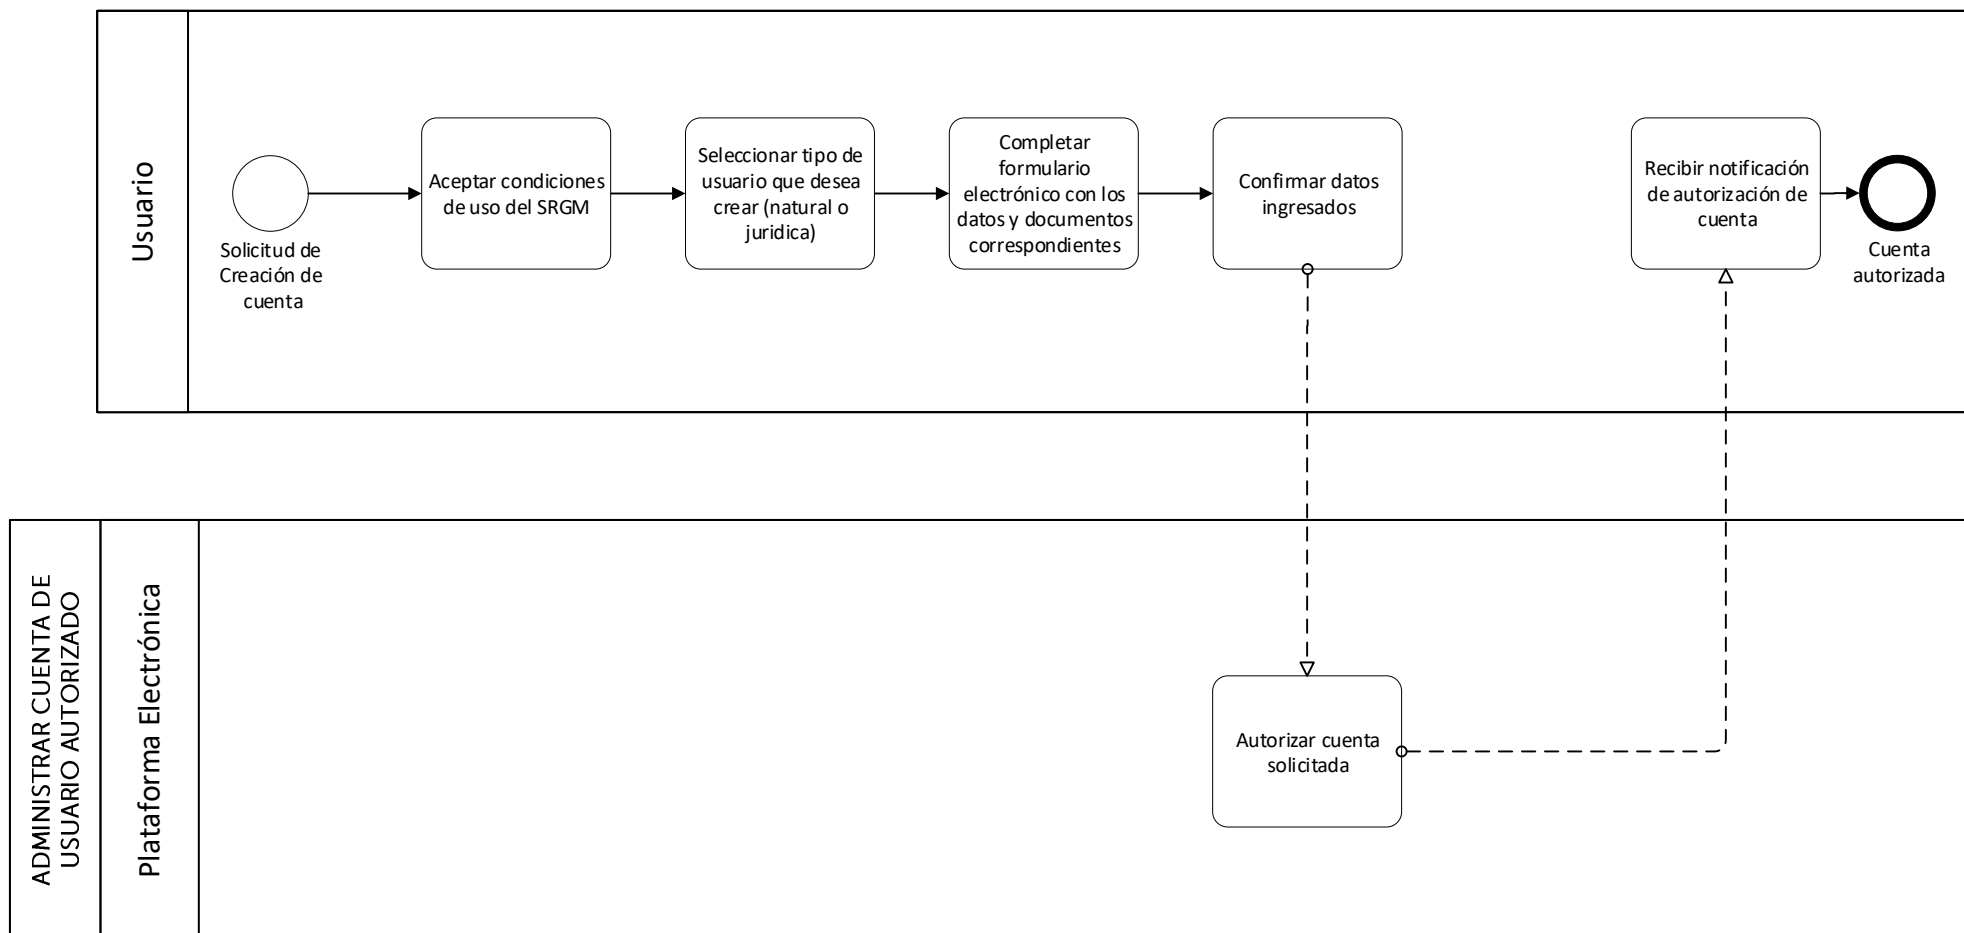 Usuario
Solicitud de
Creación de
cuenta
Aceptar condiciones
de uso del SRGM
Seleccionar tipo de
usuario que desea
crear (natural o
juridica)
Completar
formulario
electrónico con los
datos y documentos
correspondientes
Confirmar datos
ingresados
Recibir notificación
de autorización de
cuenta
Cuenta
autorizada
ADMINISTRAR CUENTA DE
USUARIO AUTORIZADO
Plataforma Electrónica
Autorizar cuenta
solicitada